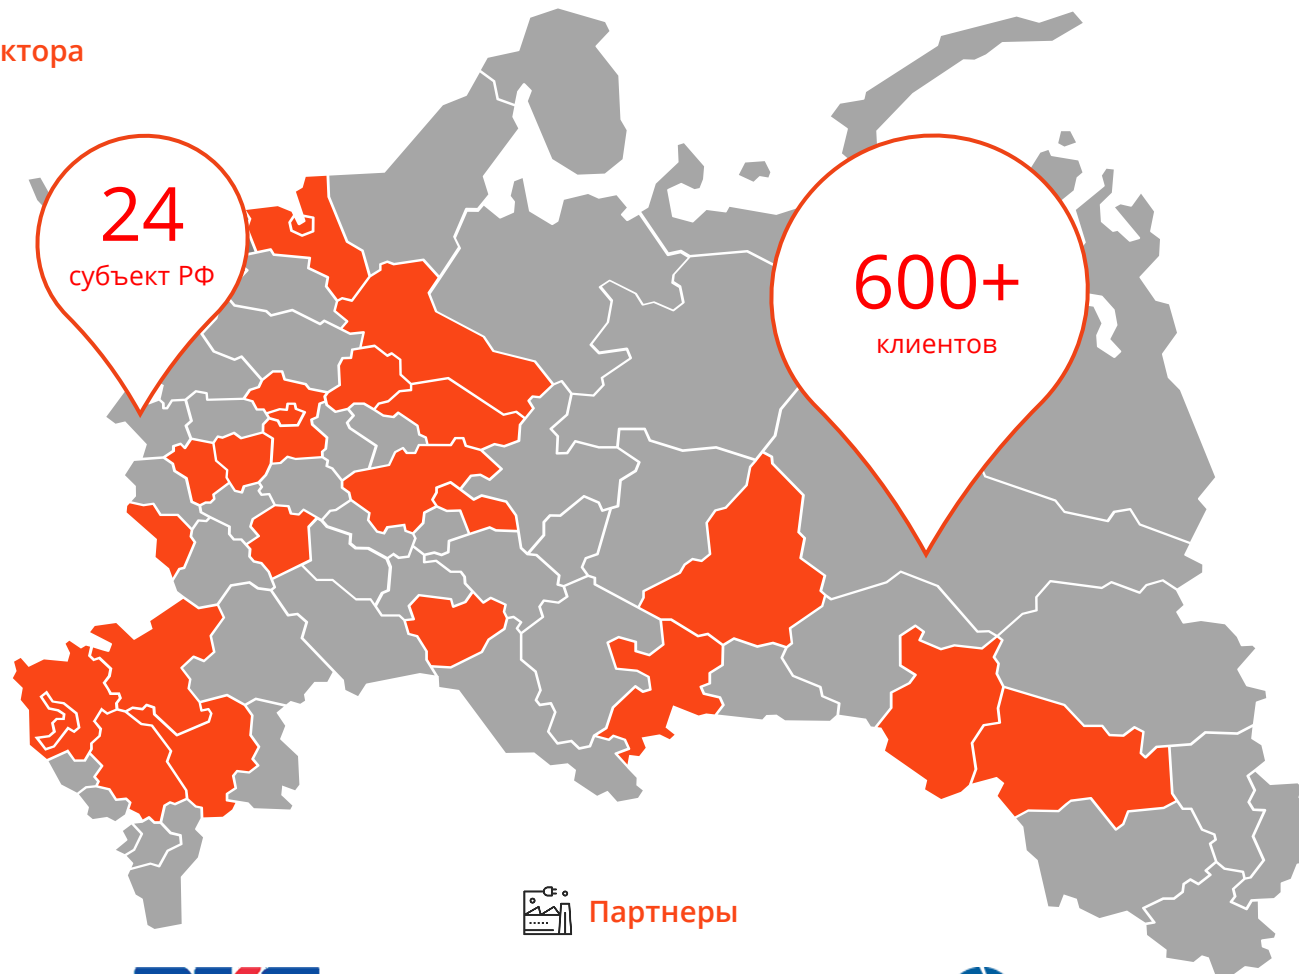 ктора
24
субъект РФ
600+
клиентов
Партнеры